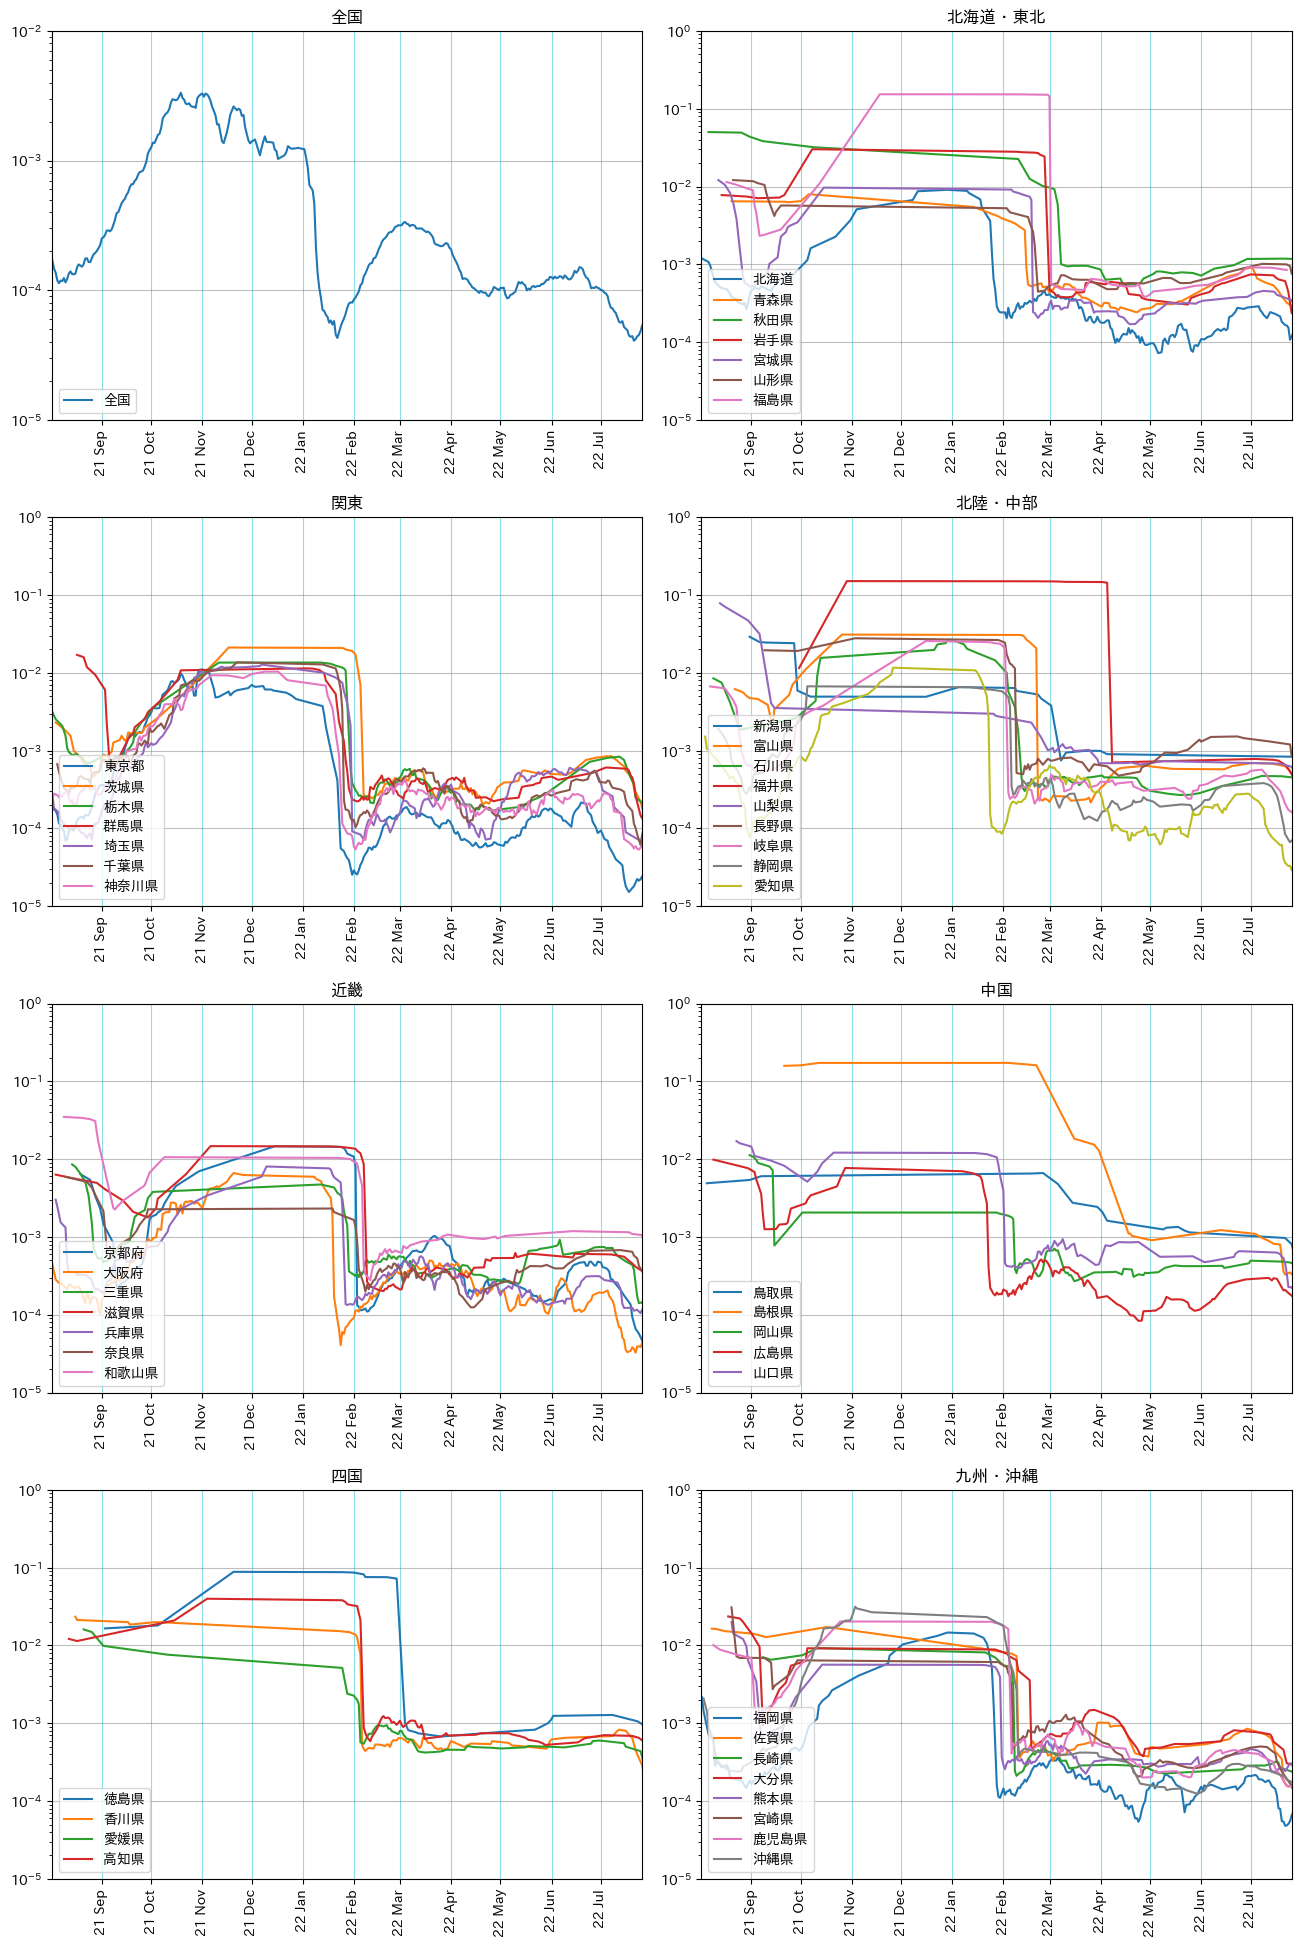 全国
10⁻²
10⁻³
10⁻⁴
10⁻⁵
全国
21 Sep
21 Oct
21 Nov
21 Dec
22 Jan
22 Feb
22 Mar
22 Apr
22 May
22 Jun
22 Jul
北海道・東北
10⁰
10⁻¹
10⁻²
10⁻³
10⁻⁴
10⁻⁵
北海道
青森県
秋田県
岩手県
宮城県
山形県
福島県
21 Sep
21 Oct
21 Nov
21 Dec
22 Jan
22 Feb
22 Mar
22 Apr
22 May
22 Jun
22 Jul
関東
10⁰
10⁻¹
10⁻²
10⁻³
10⁻⁴
10⁻⁵
東京都
茨城県
栃木県
群馬県
埼玉県
千葉県
神奈川県
21 Sep
21 Oct
21 Nov
21 Dec
22 Jan
22 Feb
22 Mar
22 Apr
22 May
22 Jun
22 Jul
北陸・中部
10⁰
10⁻¹
10⁻²
10⁻³
10⁻⁴
10⁻⁵
新潟県
富山県
石川県
福井県
山梨県
長野県
岐阜県
静岡県
愛知県
21 Sep
21 Oct
21 Nov
21 Dec
22 Jan
22 Feb
22 Mar
22 Apr
22 May
22 Jun
22 Jul
近畿
10⁰
10⁻¹
10⁻²
10⁻³
10⁻⁴
10⁻⁵
京都府
大阪府
三重県
滋賀県
兵庫県
奈良県
和歌山県
21 Sep
21 Oct
21 Nov
21 Dec
22 Jan
22 Feb
22 Mar
22 Apr
22 May
22 Jun
22 Jul
中国
10⁰
10⁻¹
10⁻²
10⁻³
10⁻⁴
10⁻⁵
鳥取県
島根県
岡山県
広島県
山口県
21 Sep
21 Oct
21 Nov
21 Dec
22 Jan
22 Feb
22 Mar
22 Apr
22 May
22 Jun
22 Jul
四国
10⁰
10⁻¹
10⁻²
10⁻³
10⁻⁴
10⁻⁵
徳島県
香川県
愛媛県
高知県
21 Sep
21 Oct
21 Nov
21 Dec
22 Jan
22 Feb
22 Mar
22 Apr
22 May
22 Jun
22 Jul
九州・沖縄
10⁰
10⁻¹
10⁻²
10⁻³
10⁻⁴
10⁻⁵
福岡県
佐賀県
長崎県
大分県
熊本県
宮崎県
鹿児島県
沖縄県
21 Sep
21 Oct
21 Nov
21 Dec
22 Jan
22 Feb
22 Mar
22 Apr
22 May
22 Jun
22 Jul